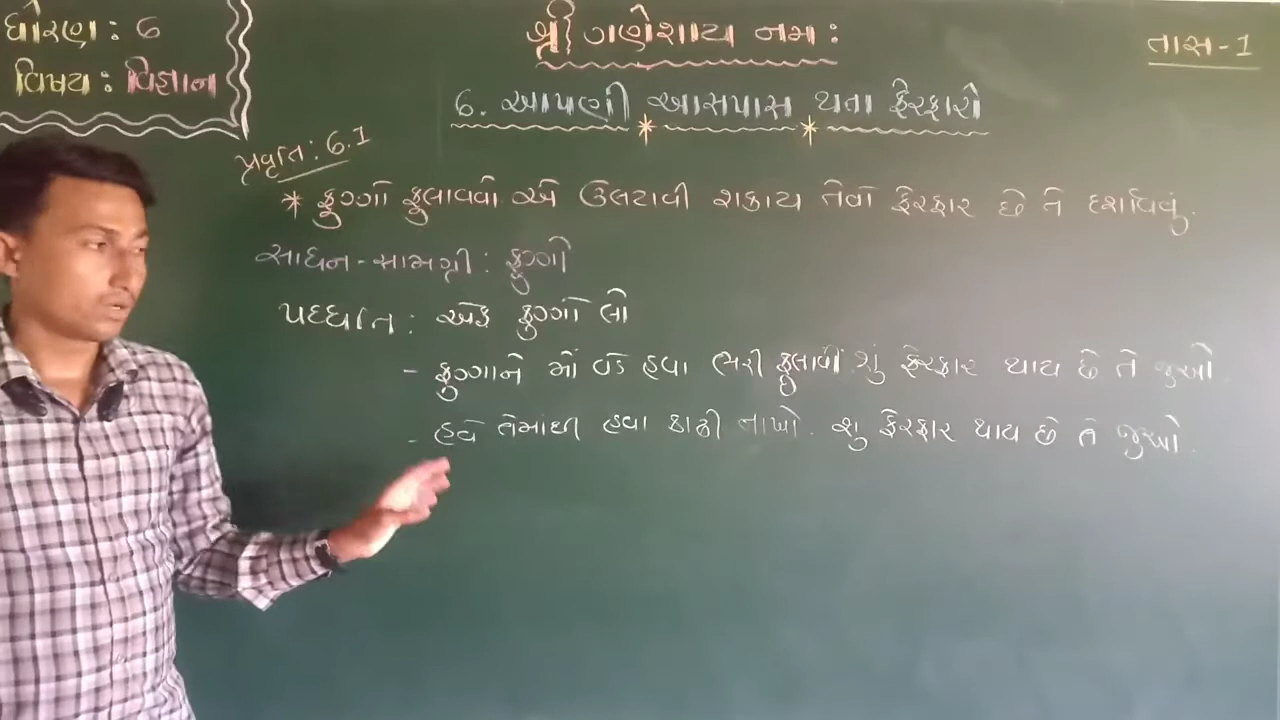 ધોરણ : 6
વિષય : વિજ્ઞાન
શ્રી ગણેશાય નમઃ
તાસ-1
6. આપણી આસપાસ થતા ફેરફારો
પ્રવૃત્તિ : 6.1
* ફુગ્ગો ફુલાવવો એ ઉલટાવી શકાય તેવો ફેરફાર છે તે દર્શાવવું.
સાધન-સામગ્રી : ફુગ્ગો
પદ્ધતિ : એક ફુગ્ગો લો
- ફુગ્ગાને મોં વડે હવા ભરી ફુલાવી શું ફેરફાર થાય છે તે જુઓ.
- હવે તેમાંથી હવા કાઢી નાખો. શુ ફેરફાર થાય છે તે જુઓ.